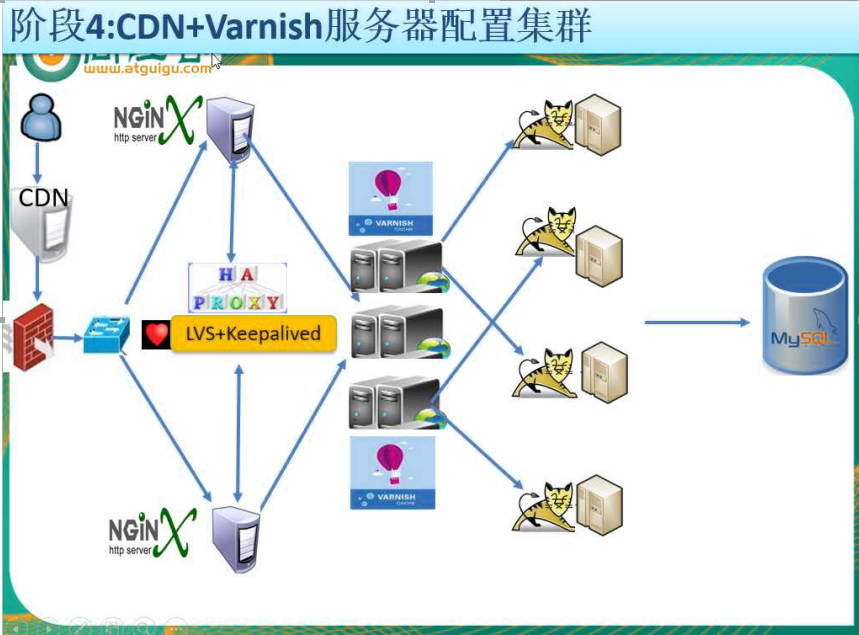 阶段4:CDN+Varnish服务器配置集群
www.atguigu.com
NGiNX
http server
CDN
VARNISH
CACHE
HA
PROXY
LVS+Keepalived
MySQL
VARNISH
CACHE
NGiNX
http server